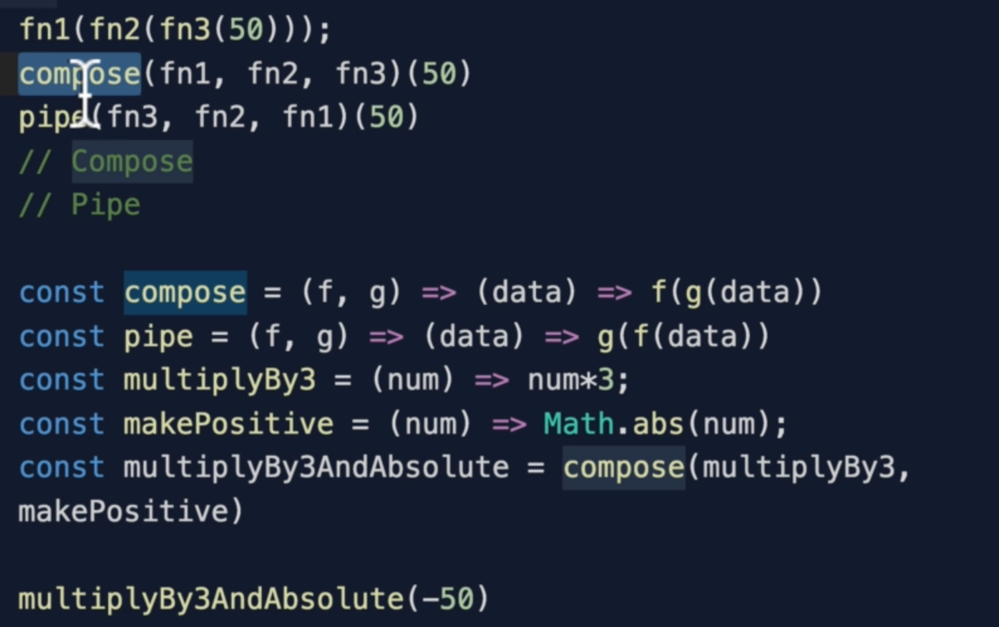 fn1(fn2(fn3(50)));
compose(fn1, fn2, fn3)(50)
pipe(fn3, fn2, fn1)(50)
// Compose
// Pipe
const compose = (f, g) => (data) => f(g(data))
const pipe = (f, g) => (data) => g(f(data))
const multiplyBy3 = (num) => num*3;
const makePositive = (num) => Math.abs(num);
const multiplyBy3AndAbsolute = compose(multiplyBy3,
makePositive)
multiplyBy3AndAbsolute(-50)